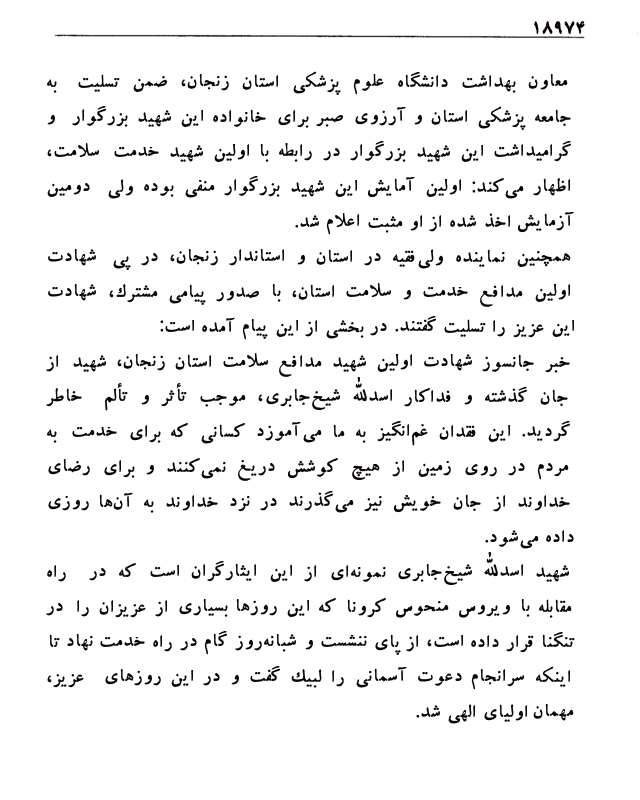 ۱۸۹۷۴
معاون بهداشت دانشگاه علوم پزشکی استان زنجان، ضمن تسلیت به
جامعه پزشکی استان و آرزوی صبر برای خانواده این شهید بزرگوار و
گرامیداشت این شهید بزرگوار در رابطه با اولین شهید خدمت سلامت،
اظهار می‌کند: اولین آمایش این شهید بزرگوار منفی بوده ولی دومین
آزمایش اخذ شده از او مثبت اعلام شد.
همچنین نماینده ولی‌فقیه در استان و استاندار زنجان، در پی شهادت
اولین مدافع خدمت و سلامت استان، با صدور پیامی مشترك، شهادت
این عزیز را تسلیت گفتند. در بخشی از این پیام آمده است:
خبر جانسوز شهادت اولین شهید مدافع سلامت استان زنجان، شهید از
جان گذشته و فداکار اسدلله شیخ‌جابری، موجب تأثر و تألم خاطر
گردید. این فقدان غم‌انگیز به ما می‌آموزد کسانی که برای خدمت به
مردم در روی زمین از هیچ کوشش دریغ نمی‌کنند و برای رضای
خداوند از جان خویش نیز می‌گذرند در نزد خداوند به آن‌ها روزی
داده می‌شود.
شهید اسدلله شیخ‌جابری نمونه‌ای از این ایثارگران است که در راه
مقابله با ویروس منحوس کرونا که این روزها بسیاری از عزیزان را در
تنگنا قرار داده است، از پای ننشست و شبانه‌روز گام در راه خدمت نهاد تا
اینکه سرانجام دعوت آسمانی را لبیك گفت و در این روزهای عزیز،
مهمان اولیای الهی شد.